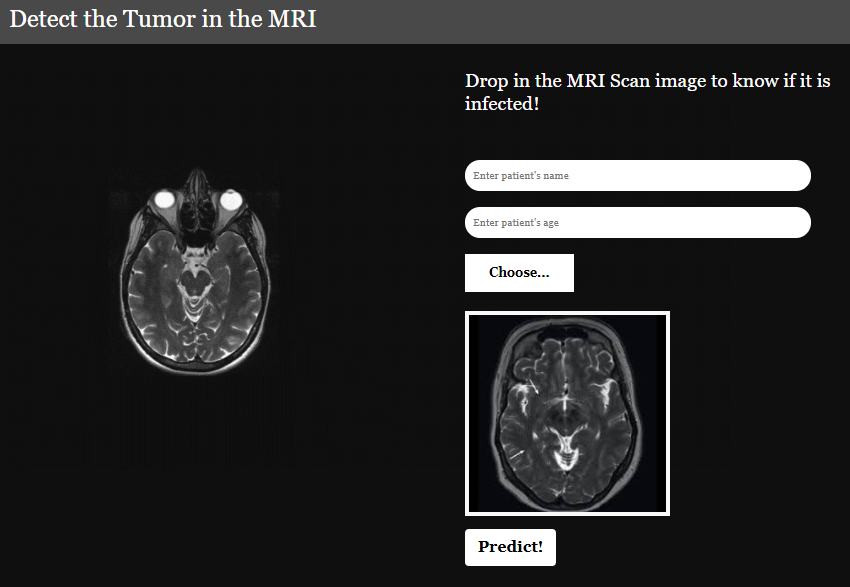 Detect the Tumor in the MRI
Drop in the MRI Scan image to know if it is
infected!
Enter patient's name
Enter patient's age
Choose...
Predict!